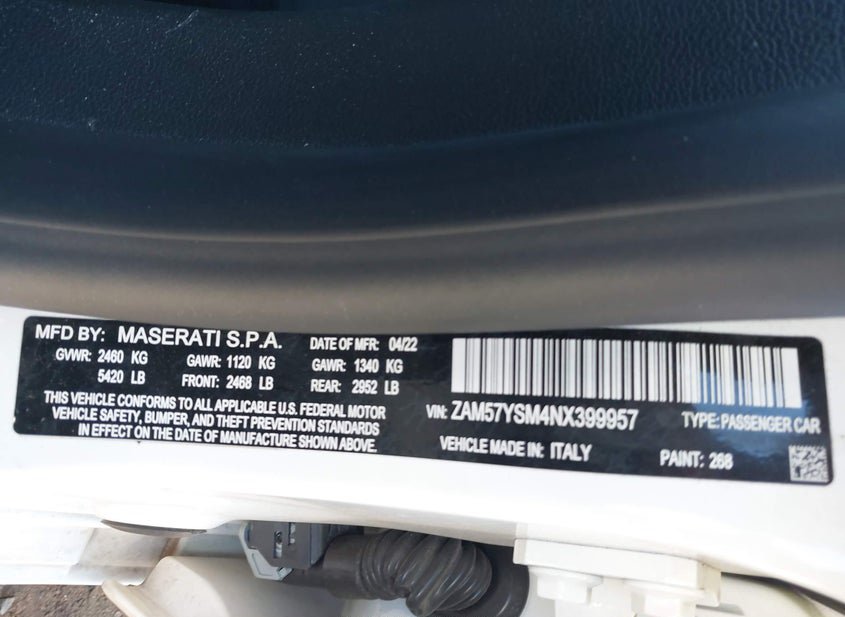 MFD BY: MASERATI S.P.A. DATE OF MFR: 04/22
GVWR: 2460 KG GAWR: 1120 KG GAWR: 1340 KG
5420 LB FRONT: 2468 LB REAR: 2952 LB
THIS VEHICLE CONFORMS TO ALL APPLICABLE U.S. FEDERAL MOTOR
VEHICLE SAFETY, BUMPER, AND THEFT PREVENTION STANDARDS
IN EFFECT ON THE DATE OF MANUFACTURE SHOWN ABOVE.
VIN: ZAM57YSM4NX399957 TYPE: PASSENGER CAR
VEHICLE MADE IN: ITALY PAINT: 268